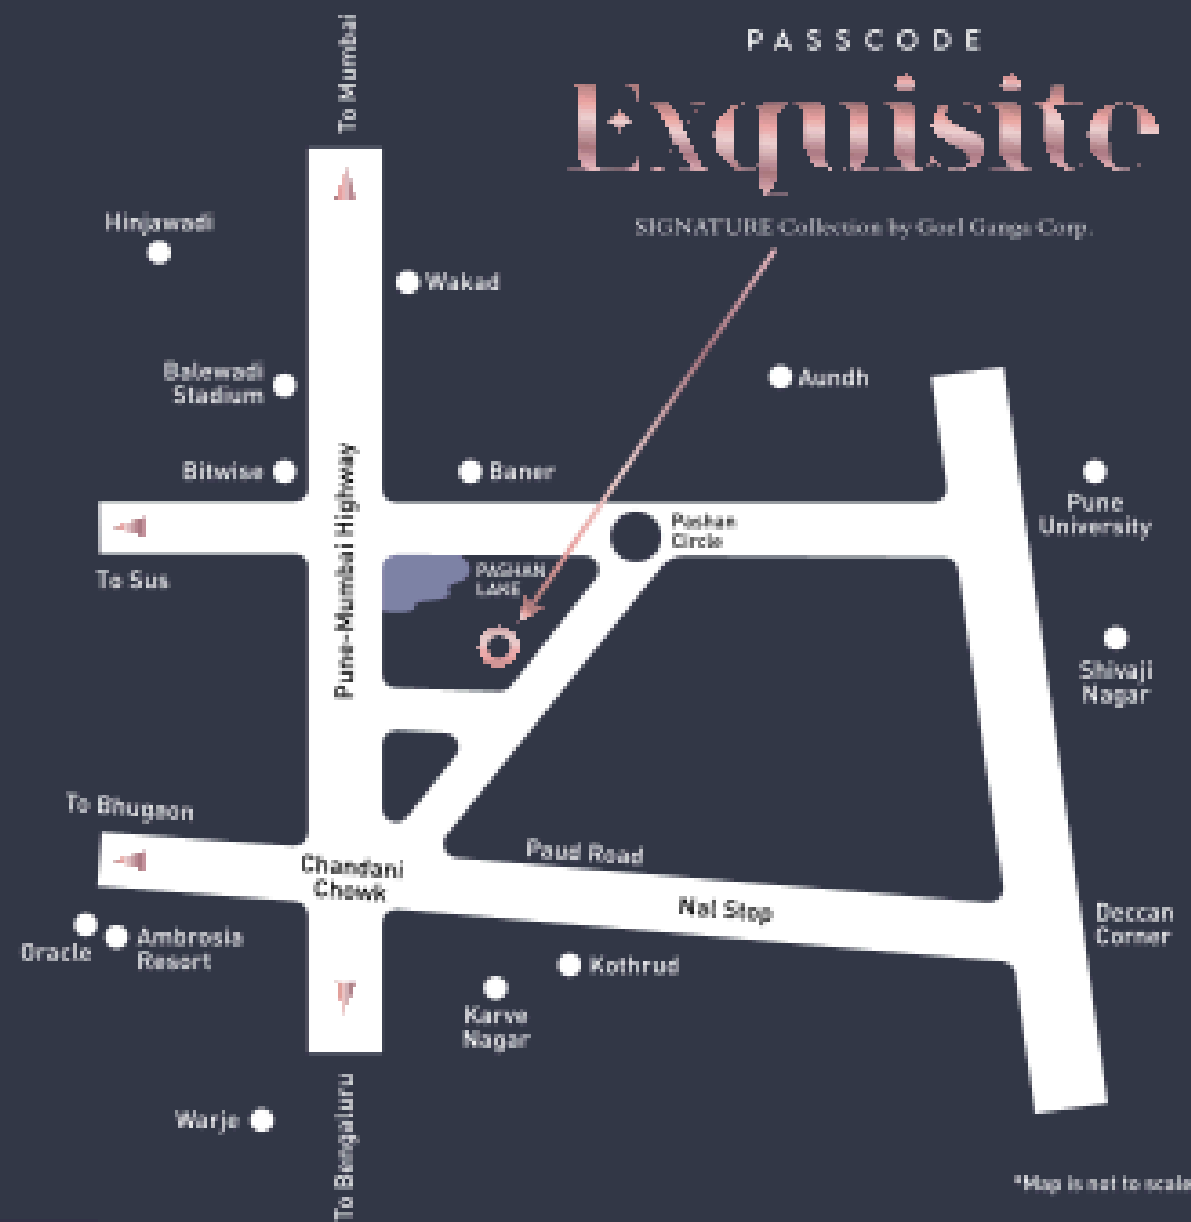 To Mumbai
PASSCODE
Exquisite
SIGNATURE Collection by Goel Ganga Corp.
Hinjawadi
Wakad
Balewadi
Stadium
Aundh
Bitwise
Baner
Pune
University
Pashan
Circle
To Sus
PASHAN
LAKE
Pune-Mumbai Highway
Shivaji
Nagar
To Bhugaon
Chandani
Chowk
Paud Road
Nal Stop
Deccan
Corner
Oracle
Ambrosia
Resort
Kothrud
Karve
Nagar
Warje
To Bengaluru
*Map is not to scale